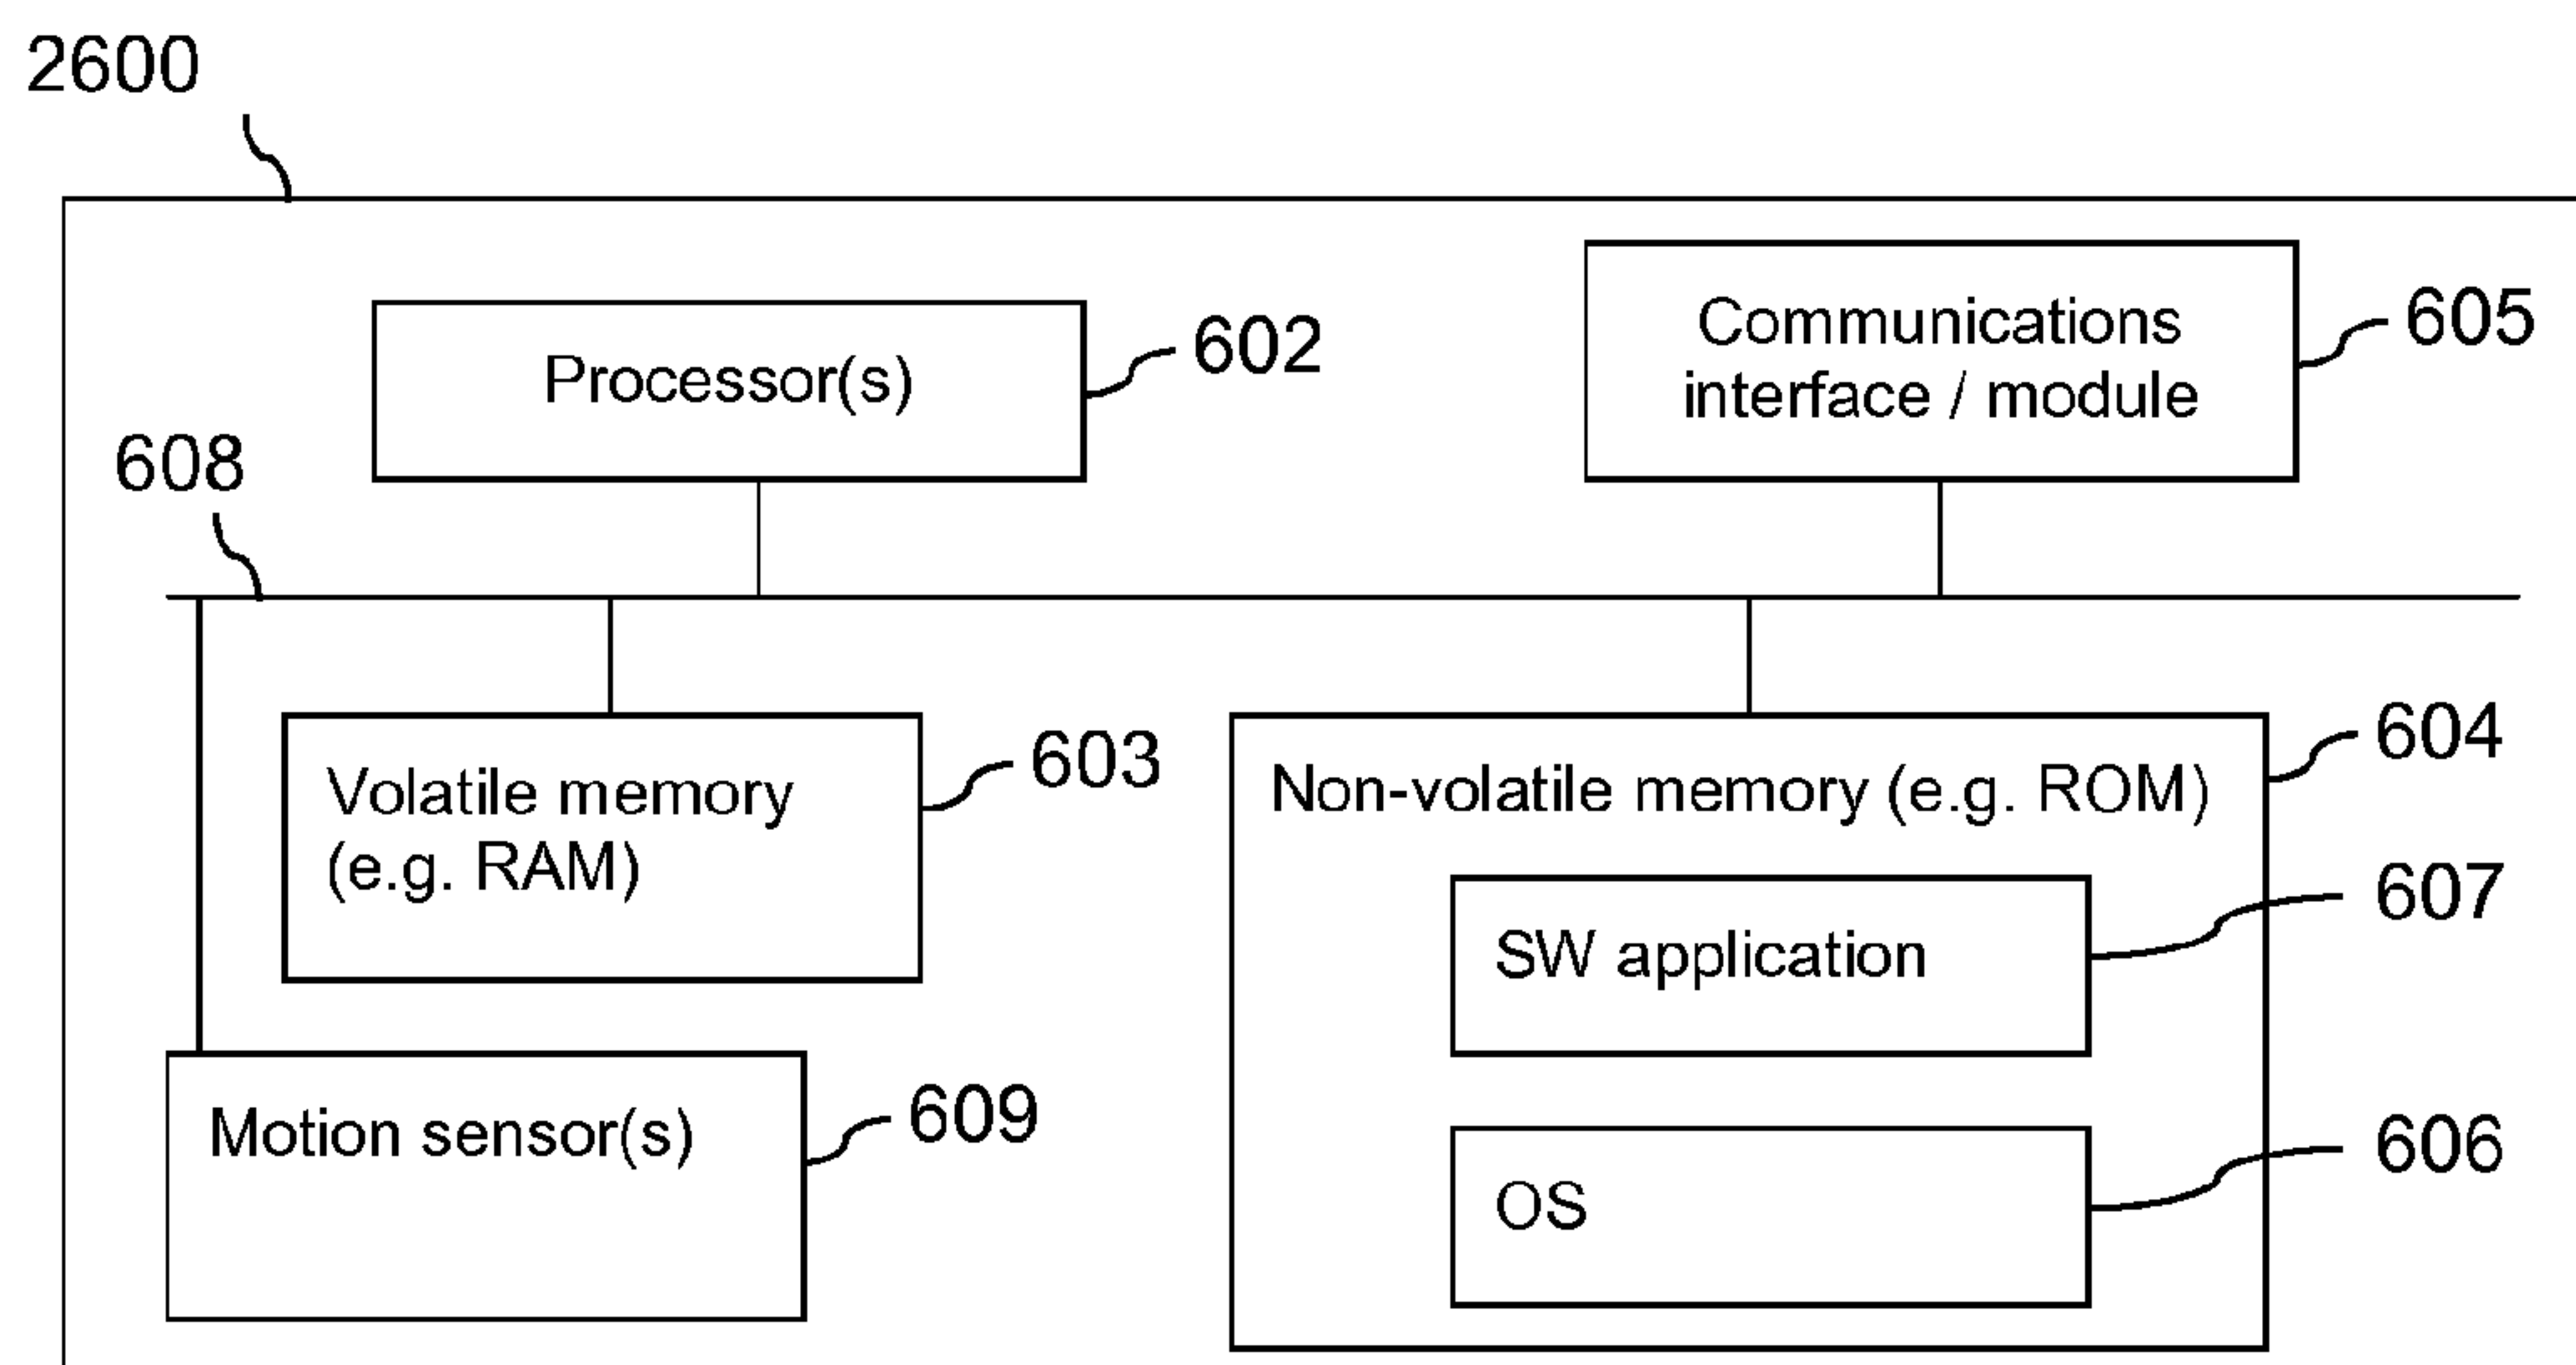 2600
Processor(s)
602
Communications
interface / module
605
608
Volatile memory
(e.g. RAM)
603
Non-volatile memory (e.g. ROM)
604
SW application
607
Motion sensor(s)
609
OS
606